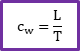 c_w = L/T